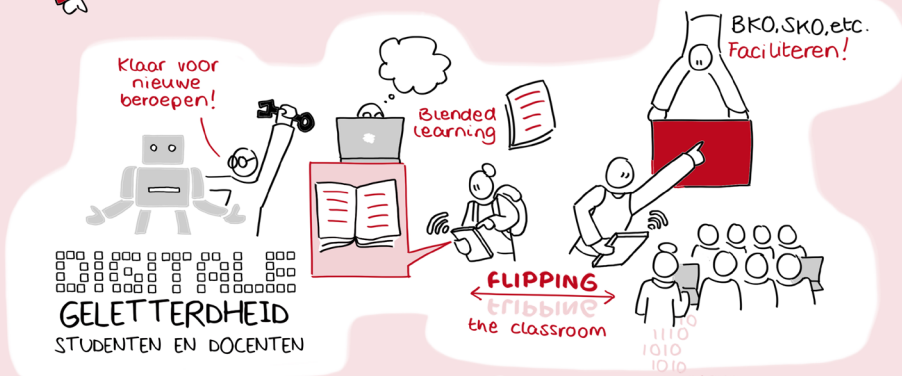 Klaar voor
nieuwe
beroepen!
DIGITALE
GELETTERDHEID
STUDENTEN EN DOCENTEN
Blended
learning
FLIPPING
FLIPPING
the classroom
BKO, SKO, etc.
Faciliteren!
10
1110
1010
1010